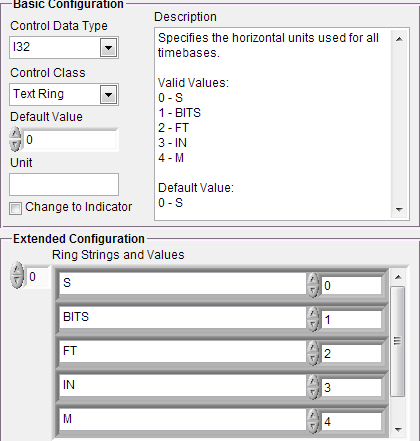 Basic Configuration
Control Data Type
I32
Control Class
Text Ring
Default Value
0
Unit
Change to Indicator
Description
Specifies the horizontal units used for all
timebases.
Valid Values:
0 - S
1 - BITS
2 - FT
3 - IN
4 - M
Default Value:
0 - S
Extended Configuration
Ring Strings and Values
0
S 0
BITS 1
FT 2
IN 3
M 4